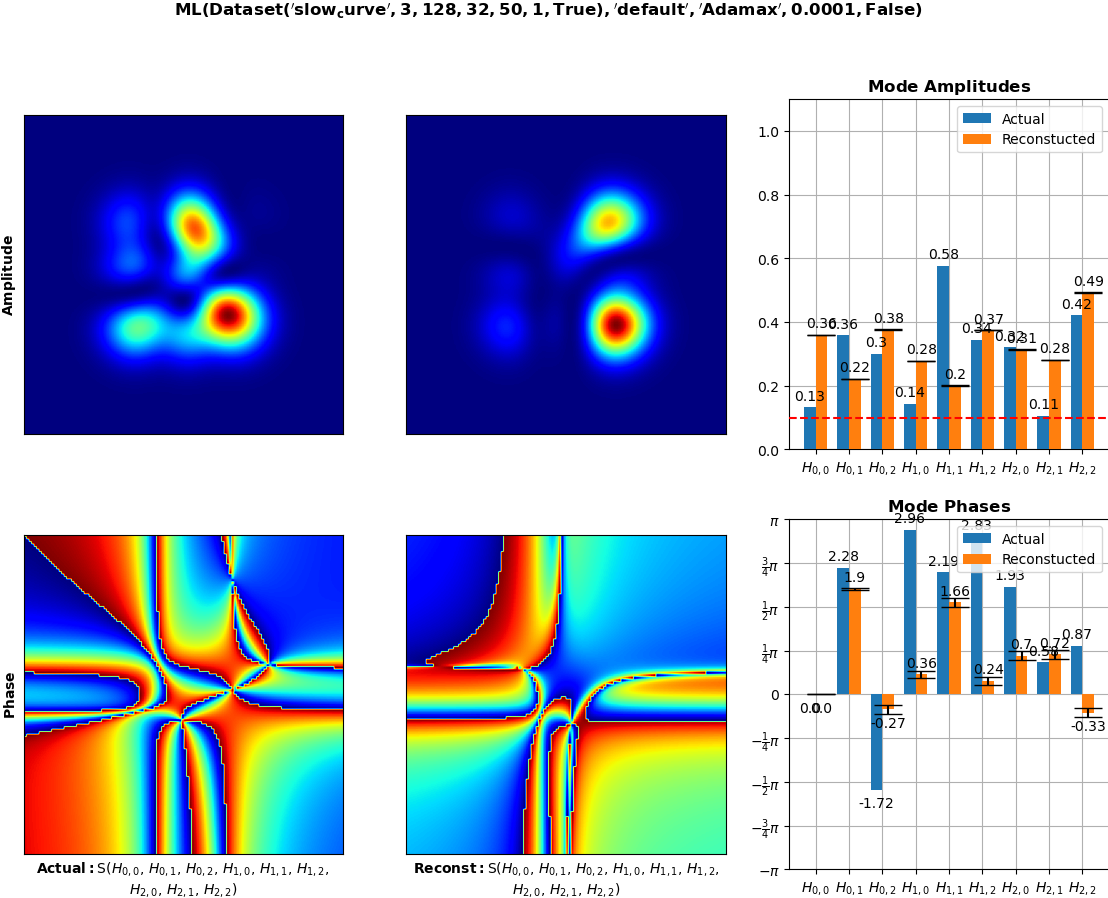 ML(Dataset('slow_curve', 3, 128, 32, 50, 1, True), 'default', 'Adamax', 0.0001, False)
Mode Amplitudes
Actual
Reconstucted
1.0
0.8
0.6
0.4
0.2
0.0
0.13 0.36 0.36 0.22 0.3 0.38 0.14 0.28 0.58 0.2 0.34 0.37 0.32 0.31 0.11 0.28 0.42 0.49
H0,0 H0,1 H0,2 H1,0 H1,1 H1,2 H2,0 H2,1 H2,2
Amplitude
Mode Phases
Actual
Reconstucted
π
3/4π
1/2π
1/4π
0
−1/4π
−1/2π
−3/4π
−π
0.0 0.0 2.28 1.9 -1.72 -0.27 2.96 0.36 2.19 1.66 2.83 0.24 1.93 0.7 0.58 0.72 0.87 -0.33
H0,0 H0,1 H0,2 H1,0 H1,1 H1,2 H2,0 H2,1 H2,2
Phase
Actual: S(H0,0, H0,1, H0,2, H1,0, H1,1, H1,2,
H2,0, H2,1, H2,2)
Reconst: S(H0,0, H0,1, H0,2, H1,0, H1,1, H1,2,
H2,0, H2,1, H2,2)